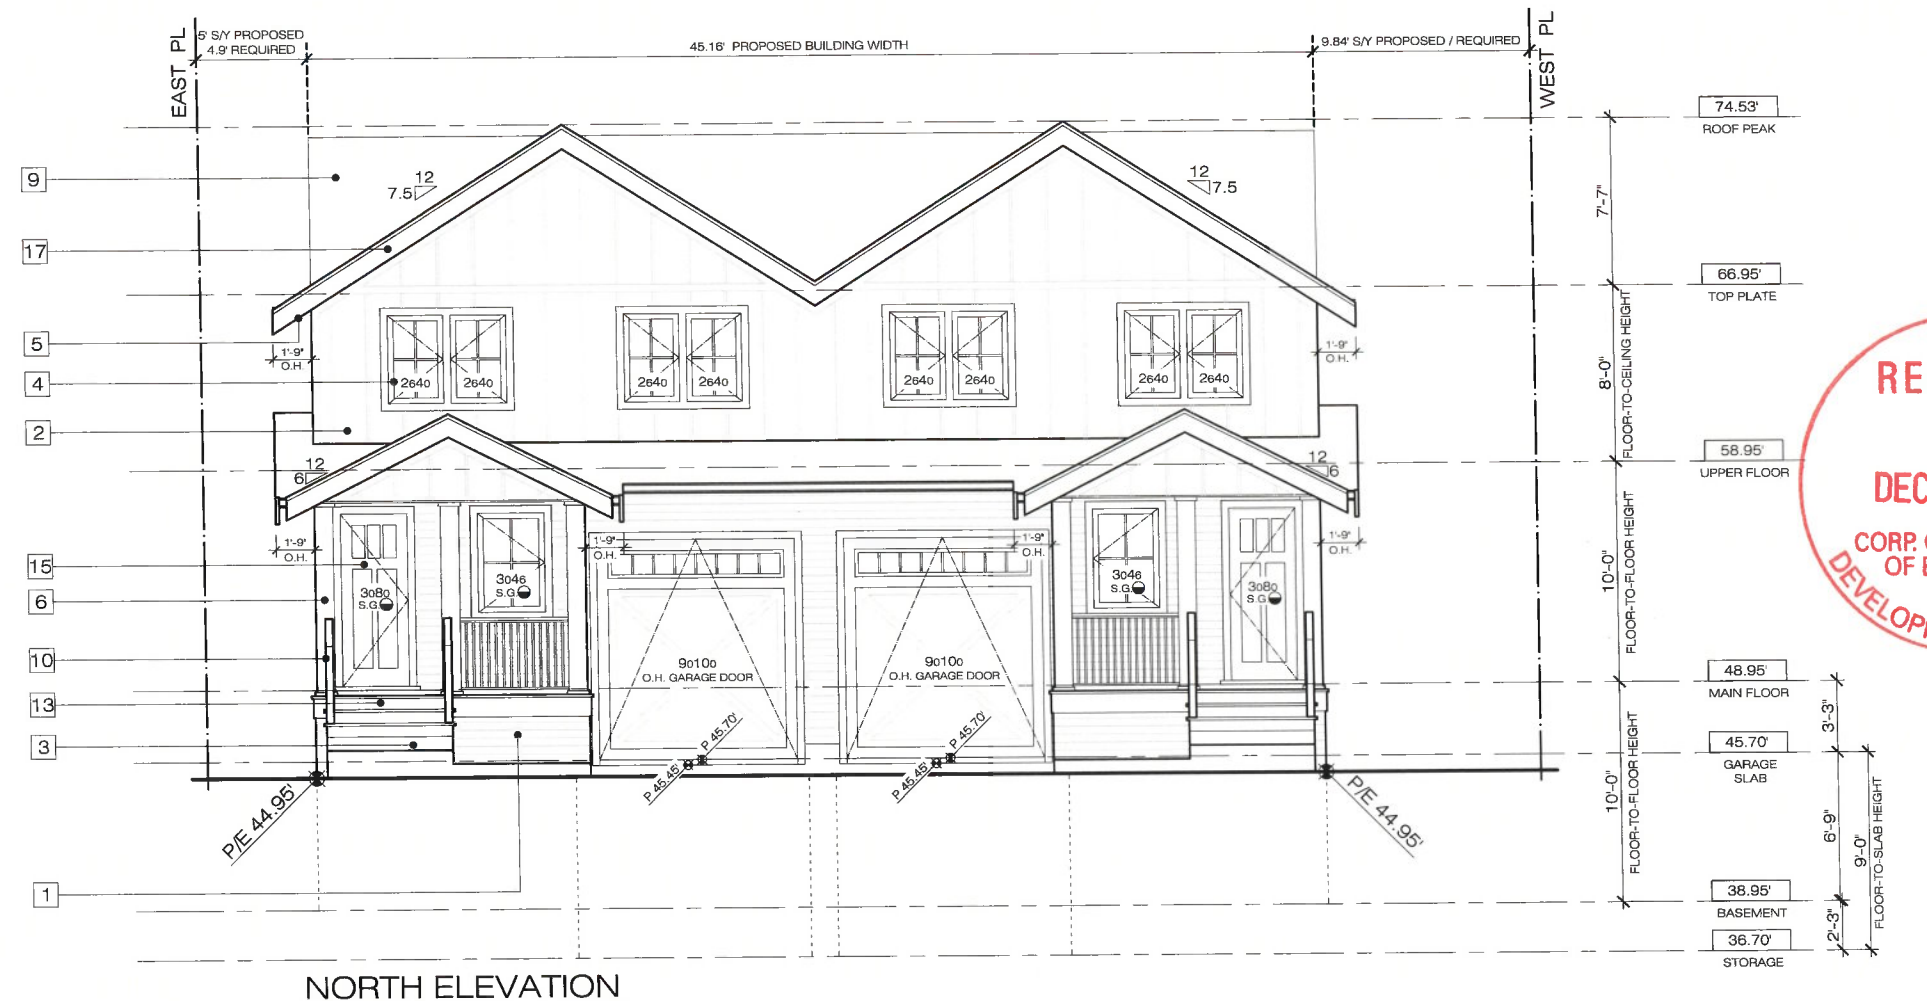 EAST PL
5' S/Y PROPOSED
4.9' REQUIRED
45.16' PROPOSED BUILDING WIDTH
9.84' S/Y PROPOSED / REQUIRED
WEST PL
74.53'
ROOF PEAK
9
12
7.5
12
7.5
7'-7"
17
66.95'
TOP PLATE
5
1'-9"
O.H.
1'-9"
O.H.
8'-0"
FLOOR-TO-CEILING HEIGHT
4
2640
2640
2640
2640
2640
2640
2640
2640
RE
2
12
6
12
6
58.95'
UPPER FLOOR
DEC
CORP.
OF
DEVELOP
1'-9"
O.H.
1'-9"
O.H.
1'-9"
O.H.
1'-9"
O.H.
15
3080
S.G.
3046
S.G.
3046
S.G.
3080
S.G.
10'-0"
FLOOR-TO-FLOOR HEIGHT
6
10
90100
O.H. GARAGE DOOR
90100
O.H. GARAGE DOOR
48.95'
MAIN FLOOR
13
3
P 45.70'
P 45.45'
P 45.70'
P 45.45'
3'-3"
45.70'
GARAGE
SLAB
P/E 44.95'
P/E 44.95'
10'-0"
FLOOR-TO-FLOOR HEIGHT
6'-9"
9'-0"
FLOOR-TO-SLAB HEIGHT
1
38.95'
BASEMENT
2'-3"
36.70'
STORAGE
NORTH ELEVATION